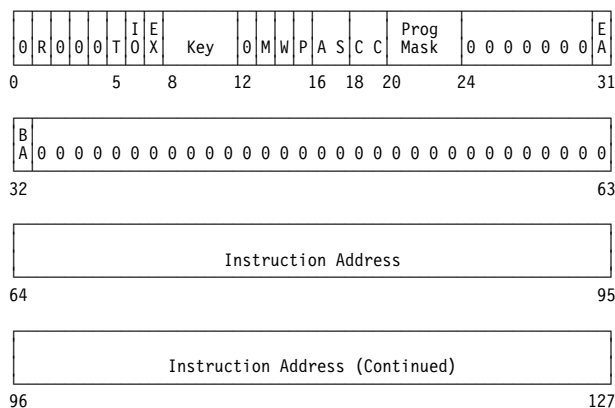 I E Prog E
0 R 0 0 0 T O X Key 0 M W P A S C C Mask 0 0 0 0 0 0 0 A
0 5 8 12 16 18 20 24 31
B
A 0 0 0 0 0 0 0 0 0 0 0 0 0 0 0 0 0 0 0 0 0 0 0 0 0 0 0 0 0 0 0
32 63
Instruction Address
64 95
Instruction Address (Continued)
96 127